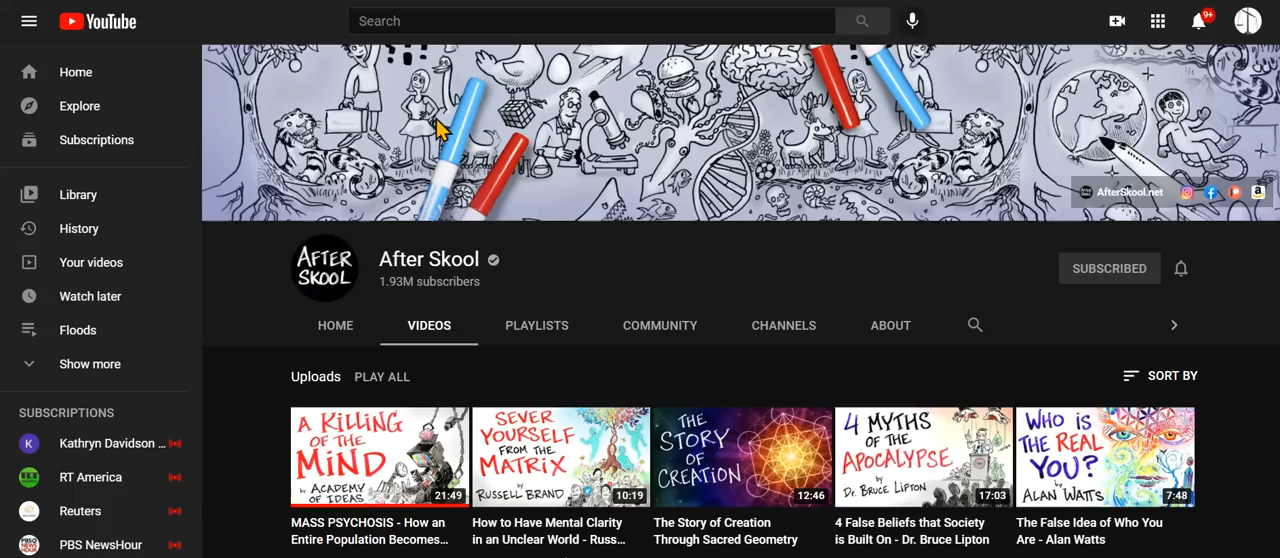 YouTube
Search
9+
Home
Explore
Subscriptions
Library
History
Your videos
Watch later
Floods
Show more
SUBSCRIPTIONS
K
Kathryn Davidson ...
RT America
Reuters
PBS NewsHour
AfterSkool.net
AFTER
SKOOL
After Skool
1.93M subscribers
SUBSCRIBED
HOME
VIDEOS
PLAYLISTS
COMMUNITY
CHANNELS
ABOUT
Uploads
PLAY ALL
SORT BY
A KILLING
OF THE
MIND
by ACADEMY
OF IDEAS
21:49
MASS PSYCHOSIS - How an
Entire Population Becomes...
SEVER
YOURSELF
FROM THE
MATRIX
by
RUSSELL BRAND
10:19
How to Have Mental Clarity
in an Unclear World - Russ...
THE
STORY
OF
CREATION
12:46
The Story of Creation
Through Sacred Geometry
4 MYTHS
OF THE
APOCALYPSE
by
Dr. BRUCE LIPTON
17:03
4 False Beliefs that Society
is Built On - Dr. Bruce Lipton
WHO IS
THE REAL
YOU?
by
ALAN WATTS
7:48
The False Idea of Who You
Are - Alan Watts